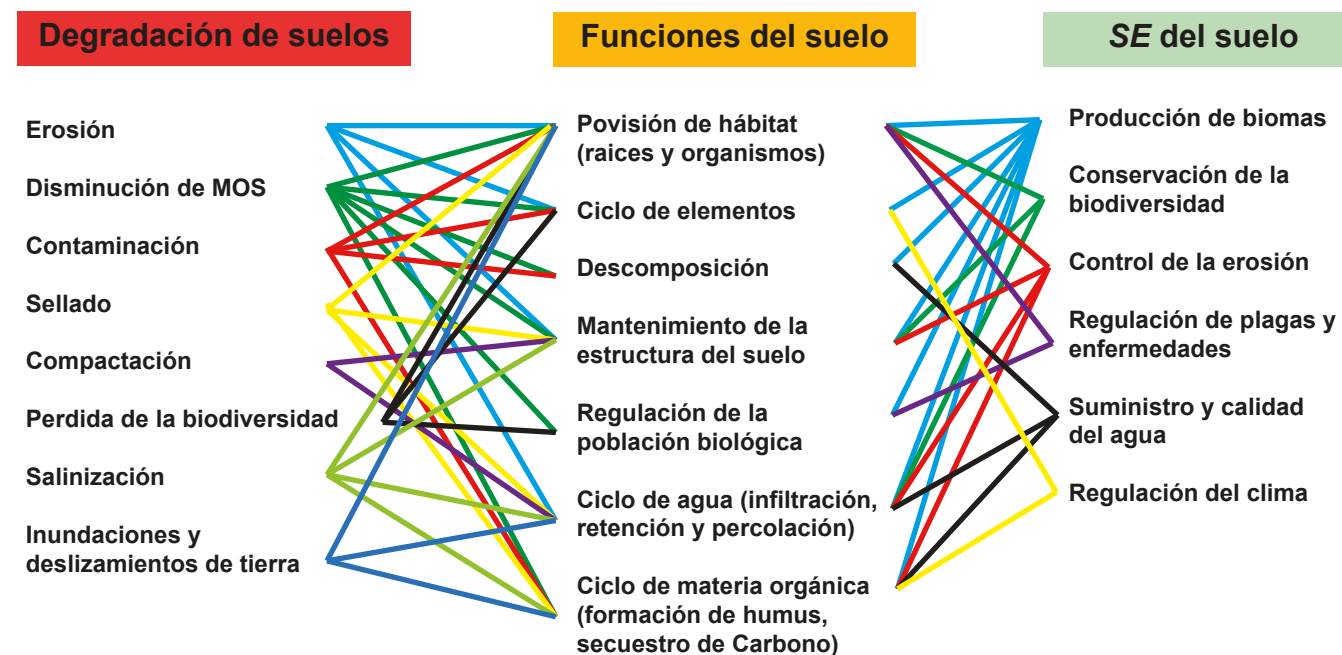 Degradación de suelos
Erosión
Disminución de MOS
Contaminación
Sellado
Compactación
Perdida de la biodiversidad
Salinización
Inundaciones y
deslizamientos de tierra
Funciones del suelo
Povisión de hábitat
(raices y organismos)
Ciclo de elementos
Descomposición
Mantenimiento de la
estructura del suelo
Regulación de la
población biológica
Ciclo de agua (infiltración,
retención y percolación)
Ciclo de materia orgánica
(formación de humus,
secuestro de Carbono)
SE del suelo
Producción de biomas
Conservación de la
biodiversidad
Control de la erosión
Regulación de plagas y
enfermedades
Suministro y calidad
del agua
Regulación del clima